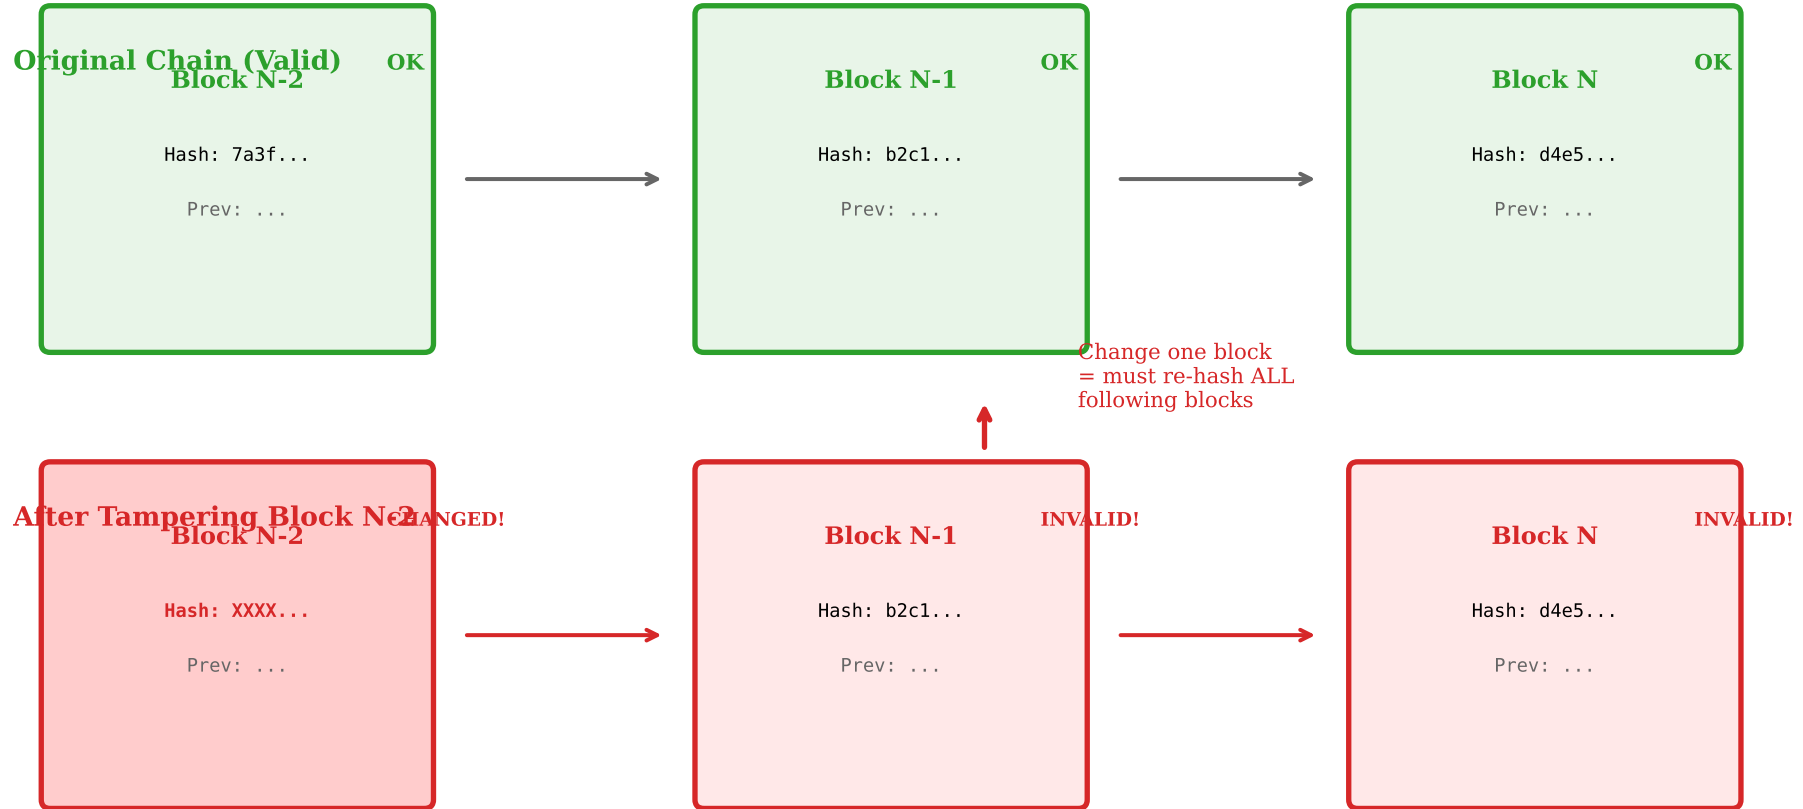 Original Chain (Valid)
OK
Block N-2
Hash: 7a3f...
Prev: ...
OK
Block N-1
Hash: b2c1...
Prev: ...
OK
Block N
Hash: d4e5...
Prev: ...
Change one block
= must re-hash ALL
following blocks
After Tampering Block N-2
CHANGED!
Block N-2
Hash: XXXX...
Prev: ...
INVALID!
Block N-1
Hash: b2c1...
Prev: ...
INVALID!
Block N
Hash: d4e5...
Prev: ...